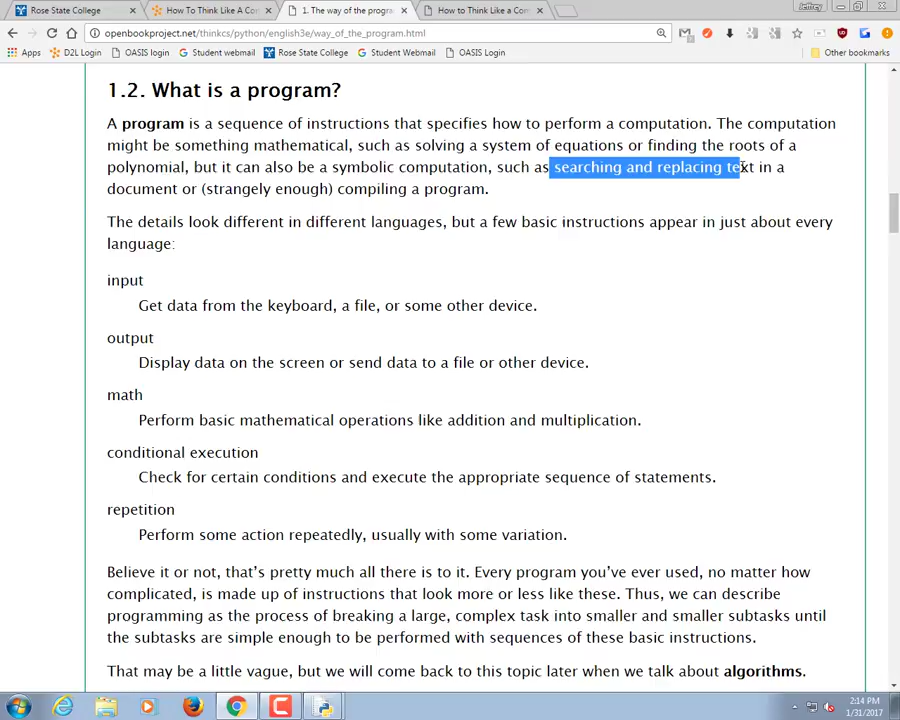 Rose State College
How To Think Like A Co
1. The way of the progra
How to Think Like a Com
Jeffrey
openbookproject.net/thinkcs/python/english3e/way_of_the_program.html
Apps
D2L Login
OASIS login
Student webmail
Rose State College
Student Webmail
OASIS Login
Other bookmarks
1.2. What is a program?
A program is a sequence of instructions that specifies how to perform a computation. The computation
might be something mathematical, such as solving a system of equations or finding the roots of a
polynomial, but it can also be a symbolic computation, such as searching and replacing text in a
document or (strangely enough) compiling a program.
The details look different in different languages, but a few basic instructions appear in just about every
language:
input
Get data from the keyboard, a file, or some other device.
output
Display data on the screen or send data to a file or other device.
math
Perform basic mathematical operations like addition and multiplication.
conditional execution
Check for certain conditions and execute the appropriate sequence of statements.
repetition
Perform some action repeatedly, usually with some variation.
Believe it or not, that's pretty much all there is to it. Every program you've ever used, no matter how
complicated, is made up of instructions that look more or less like these. Thus, we can describe
programming as the process of breaking a large, complex task into smaller and smaller subtasks until
the subtasks are simple enough to be performed with sequences of these basic instructions.
That may be a little vague, but we will come back to this topic later when we talk about algorithms.
2:14 PM
1/31/2017